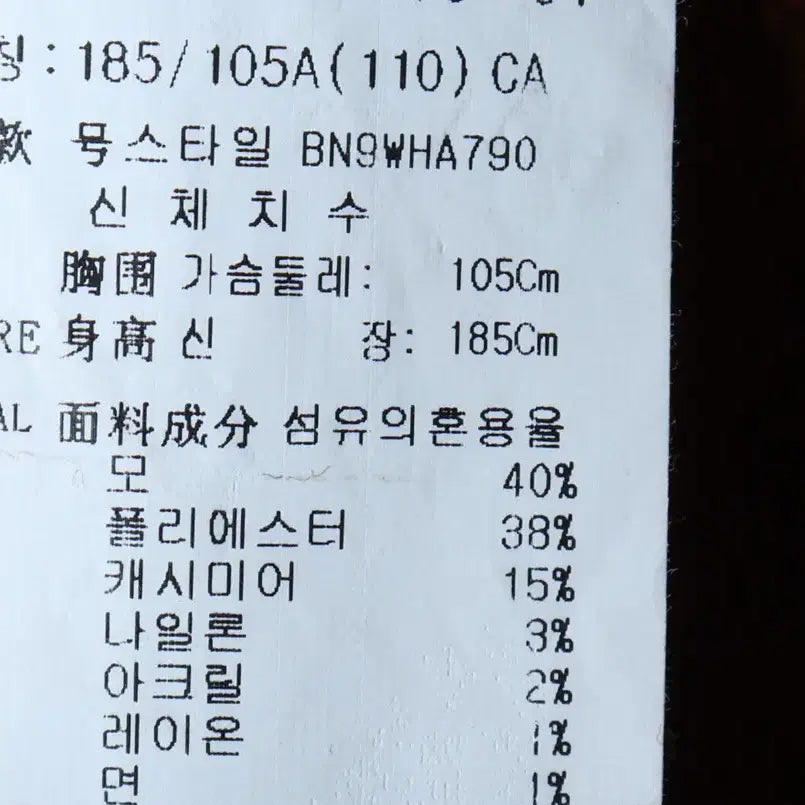 칭: 185/105A(110) CA
款 号스타일 BN9WHA790
신 체 치 수
胸围 가슴둘레: 105Cm
RE 身高 신 장: 185Cm
AL 面料成分 섬유의혼용율
모 40%
폴리에스터 38%
캐시미어 15%
나일론 3%
아크릴 2%
레이온 1%
면 1%